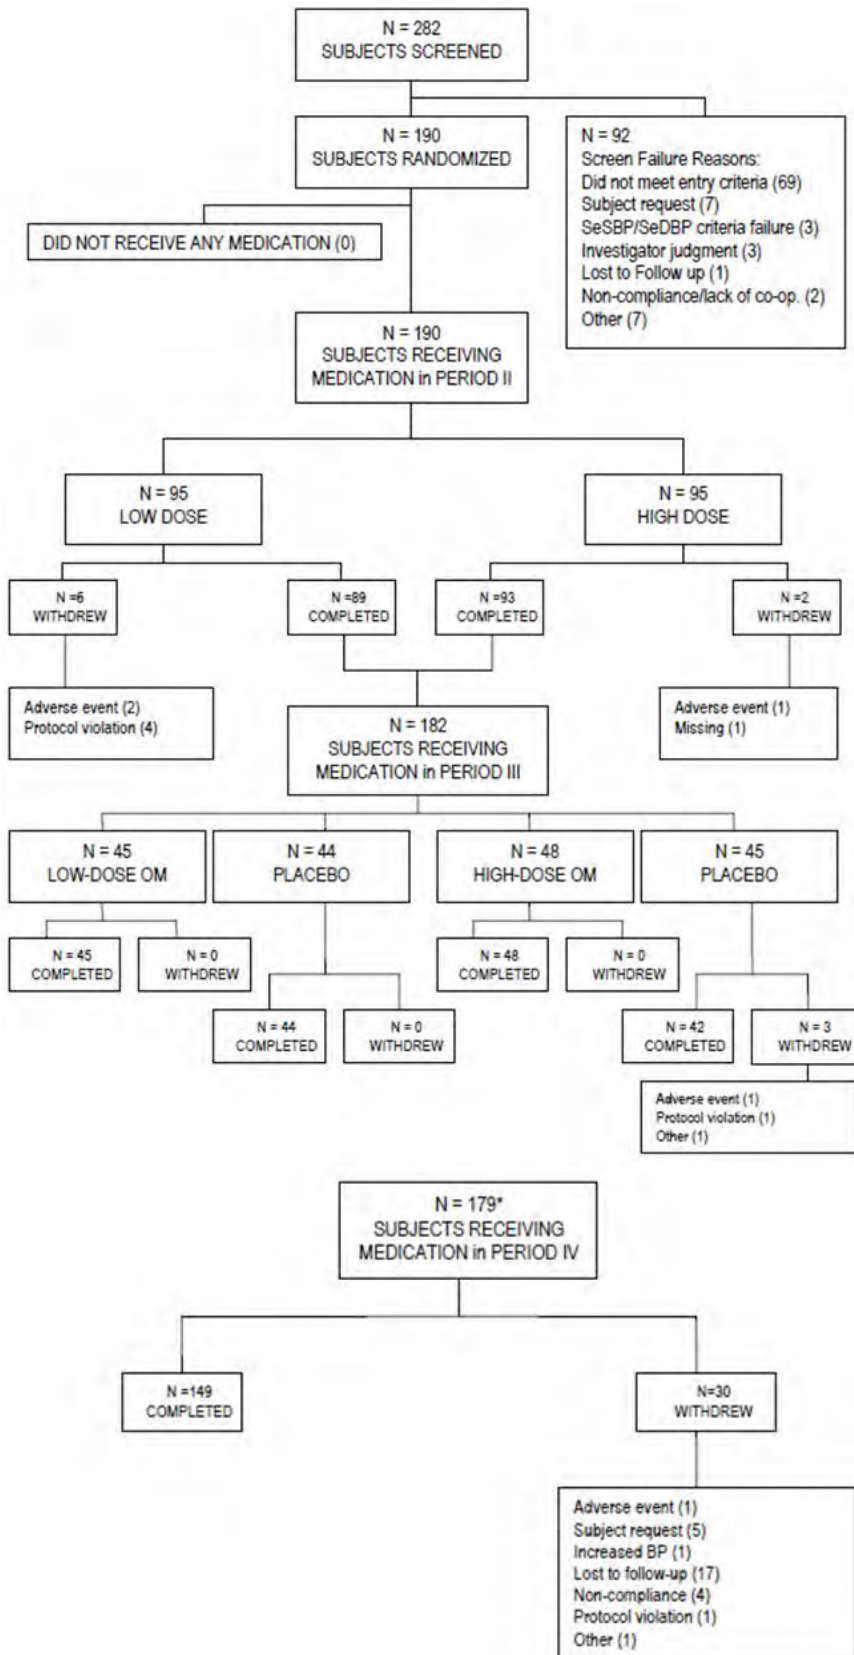 N = 282
SUBJECTS SCREENED
N = 190
SUBJECTS RANDOMIZED
N = 92
Screen Failure Reasons:
Did not meet entry criteria (69)
Subject request (7)
SeSBP/SeDBP criteria failure (3)
Investigator judgment (3)
Lost to Follow up (1)
Non-compliance/lack of co-op. (2)
Other (7)
DID NOT RECEIVE ANY MEDICATION (0)
N = 190
SUBJECTS RECEIVING
MEDICATION in PERIOD II
N = 95
LOW DOSE
N = 95
HIGH DOSE
N =6
WITHDREW
N =89
COMPLETED
N =93
COMPLETED
N =2
WITHDREW
Adverse event (2)
Protocol violation (4)
Adverse event (1)
Missing (1)
N = 182
SUBJECTS RECEIVING
MEDICATION in PERIOD III
N = 45
LOW-DOSE OM
N = 44
PLACEBO
N = 48
HIGH-DOSE OM
N = 45
PLACEBO
N = 45
COMPLETED
N = 0
WITHDREW
N = 48
COMPLETED
N = 0
WITHDREW
N = 44
COMPLETED
N = 0
WITHDREW
N = 42
COMPLETED
N = 3
WITHDREW
Adverse event (1)
Protocol violation (1)
Other (1)
N = 179*
SUBJECTS RECEIVING
MEDICATION in PERIOD IV
N =149
COMPLETED
N=30
WITHDREW
Adverse event (1)
Subject request (5)
Increased BP (1)
Lost to follow-up (17)
Non-compliance (4)
Protocol violation (1)
Other (1)